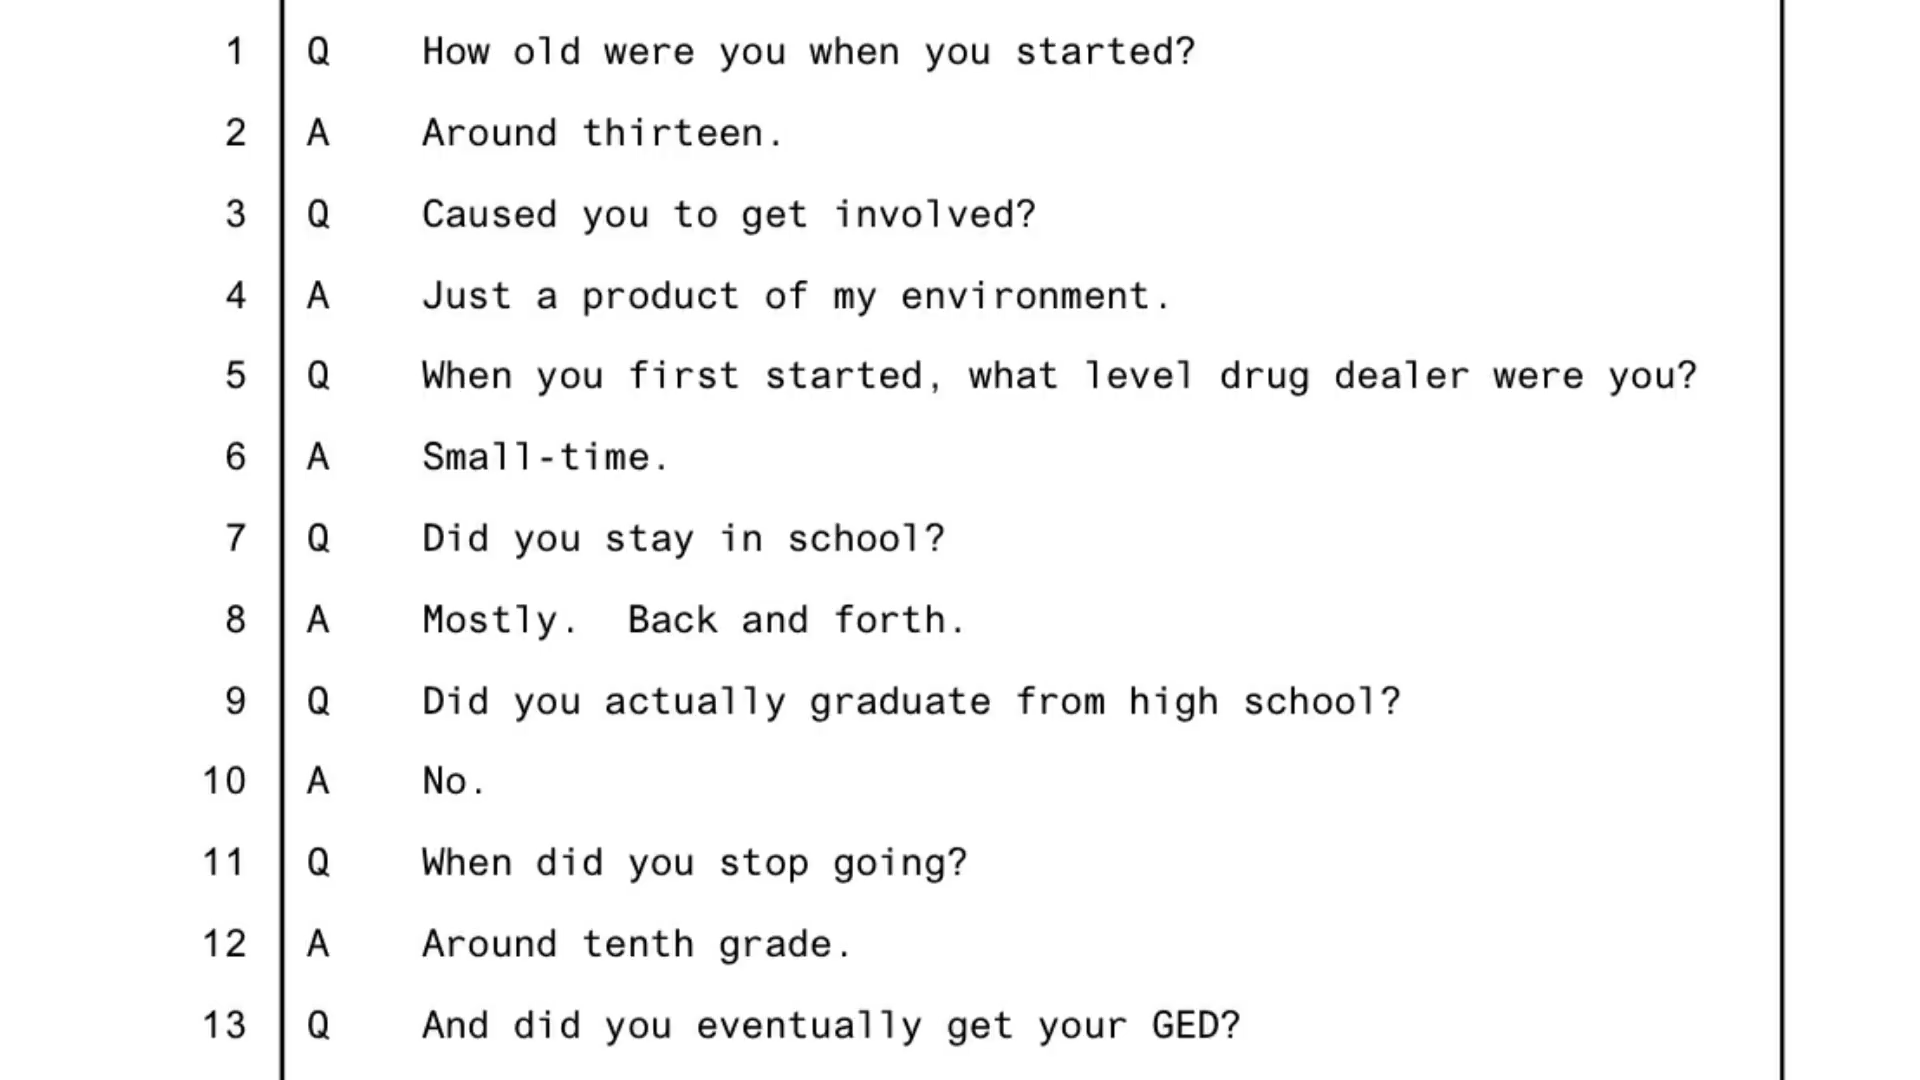 1 Q How old were you when you started?
2 A Around thirteen.
3 Q Caused you to get involved?
4 A Just a product of my environment.
5 Q When you first started, what level drug dealer were you?
6 A Small-time.
7 Q Did you stay in school?
8 A Mostly.  Back and forth.
9 Q Did you actually graduate from high school?
10 A No.
11 Q When did you stop going?
12 A Around tenth grade.
13 Q And did you eventually get your GED?